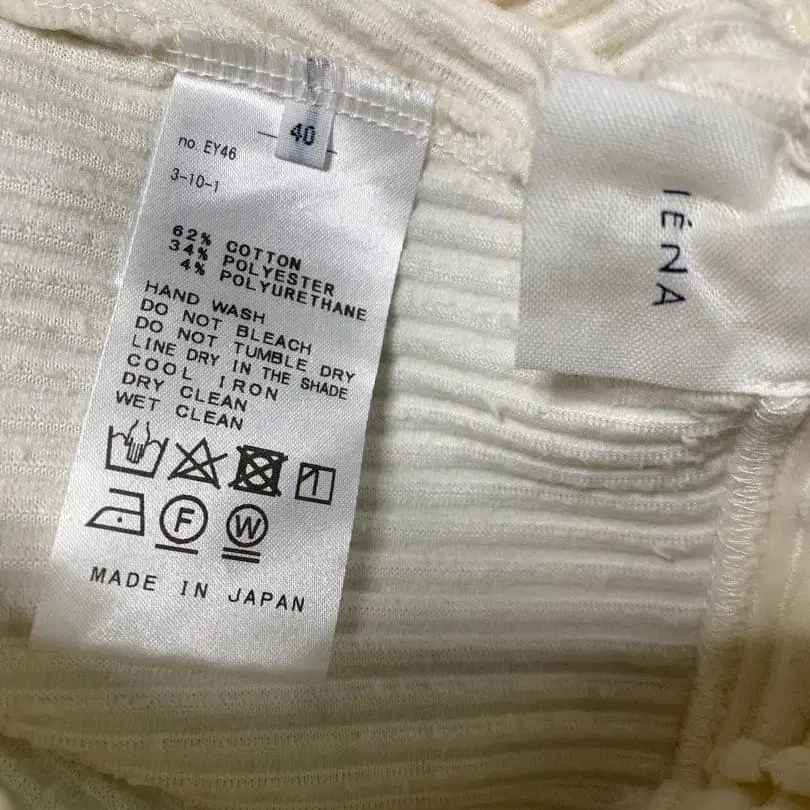 40
no EY46
3-10-1
62% COTTON
34% POLYESTER
4% POLYURETHANE
HAND WASH
DO NOT BLEACH
DO NOT TUMBLE DRY
LINE DRY IN THE SHADE
COOL IRON
DRY CLEAN
WET CLEAN
F W
MADE IN JAPAN
IÉNA